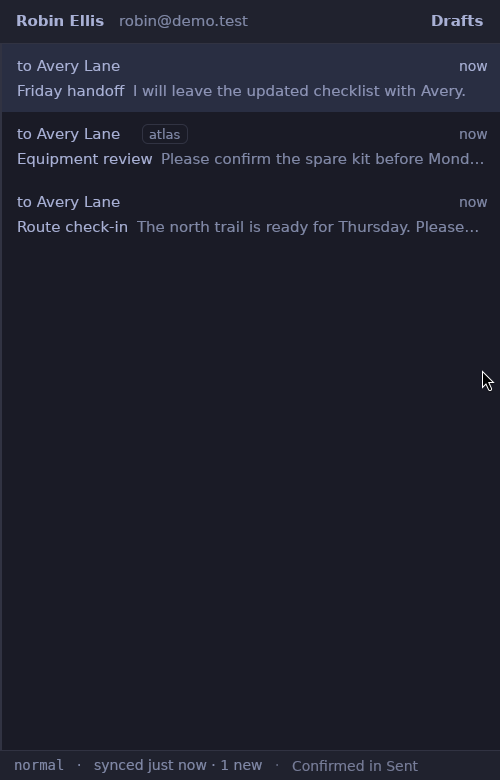 Robin Ellis robin@demo.test Drafts
to Avery Lane now
Friday handoff I will leave the updated checklist with Avery.
to Avery Lane atlas now
Equipment review Please confirm the spare kit before Mond…
to Avery Lane now
Route check-in The north trail is ready for Thursday. Please…
normal · synced just now · 1 new · Confirmed in Sent